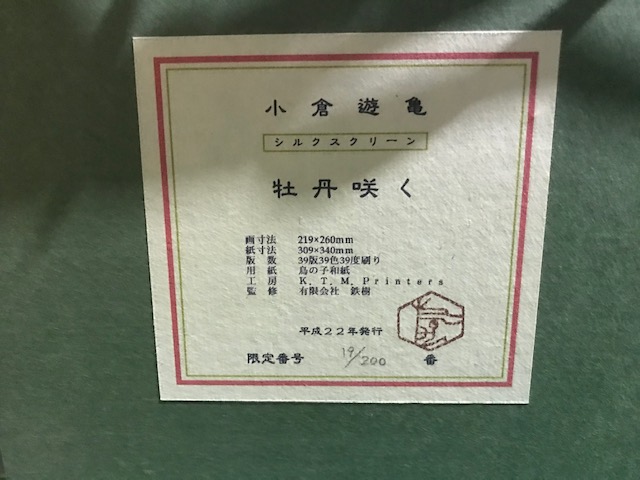 小倉遊亀
シルクスクリーン
牡丹咲く
画寸法 219×260mm
紙寸法 309×340mm
版数 39版39色39度刷り
用紙 鳥の子和紙
工房 K.T.M.Printers
監修 有限会社 鉄樹
平成22年発行
限定番号 19/200 番